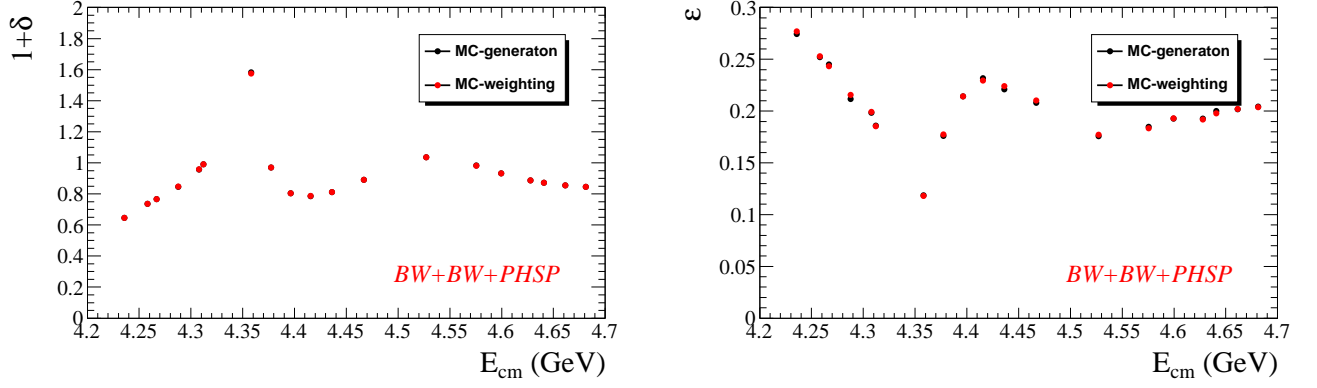 1+δ
2
1.8
1.6
1.4
1.2
1
0.8
0.6
0.4
0.2
0
MC-generaton
MC-weighting
BW+BW+PHSP
4.2 4.25 4.3 4.35 4.4 4.45 4.5 4.55 4.6 4.65 4.7
E_cm (GeV)
ε
0.3
0.25
0.2
0.15
0.1
0.05
0
MC-generaton
MC-weighting
BW+BW+PHSP
4.2 4.25 4.3 4.35 4.4 4.45 4.5 4.55 4.6 4.65 4.7
E_cm (GeV)